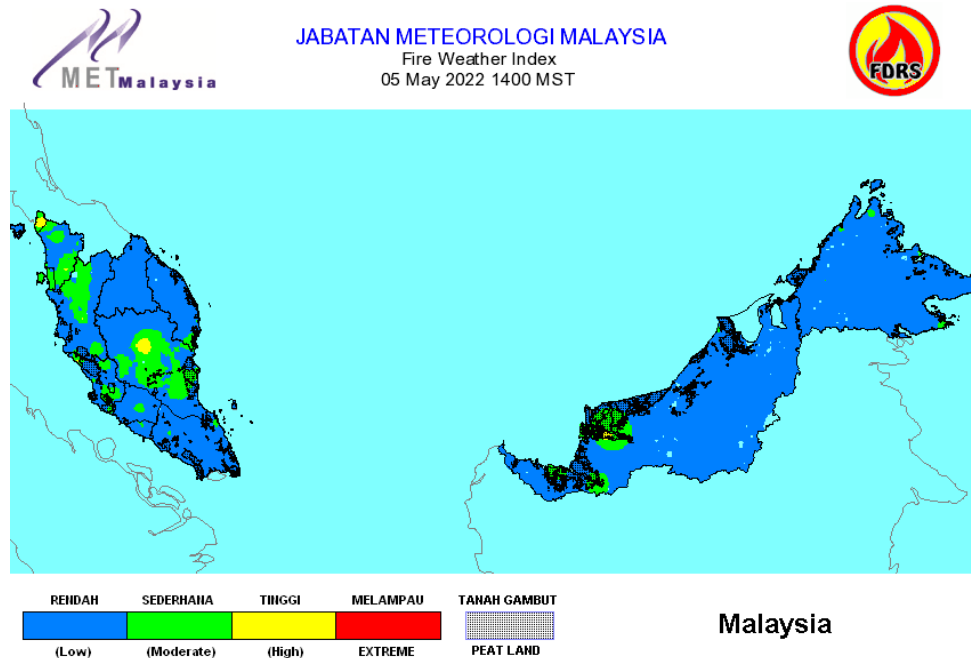 METMalaysia
JABATAN METEOROLOGI MALAYSIA
Fire Weather Index
05 May 2022 1400 MST
FDRS
RENDAH SEDERHANA TINGGI MELAMPAU TANAH GAMBUT
(Low) (Moderate) (High) EXTREME PEAT LAND
Malaysia